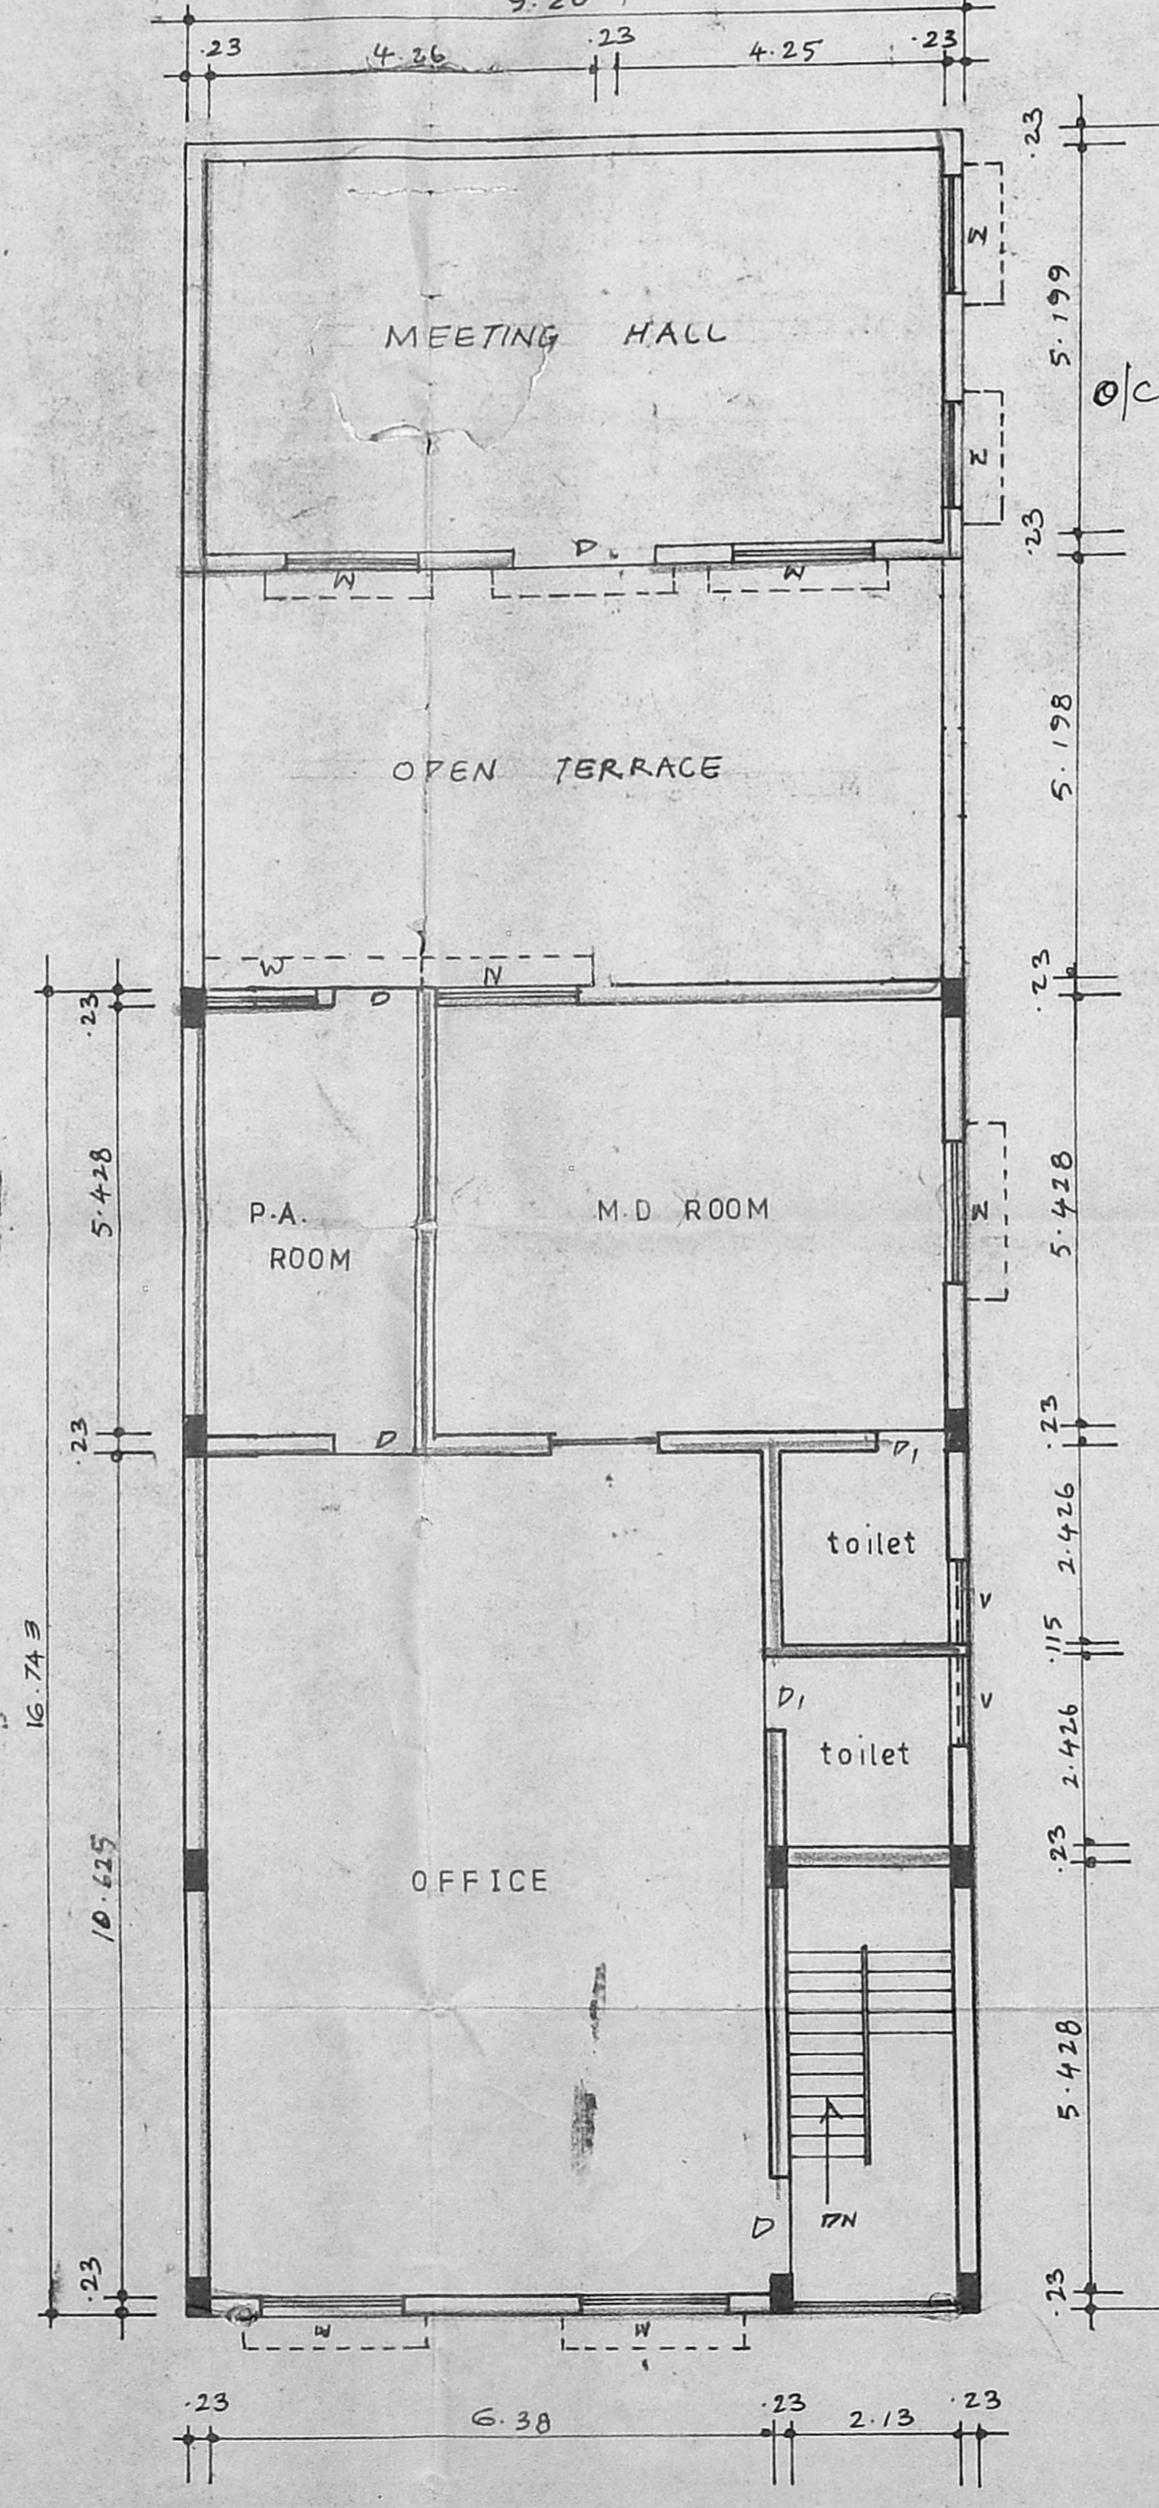 9.20
.23 4.26 .23 4.25 .23
.23
W
5.199
MEETING HALL
O/C
W
.23
D
W
W
5.198
OPEN TERRACE
W
W
D
.23
.23
5.428
P.A.
ROOM
M.D ROOM
W
5.428
.23
D
D1
.23
toilet
2.426
V
.115
16.743
D1
V
toilet
2.426
.23
10.625
OFFICE
5.428
D
DN
.23
.23
W
W
.23 6.38 .23 2.13 .23